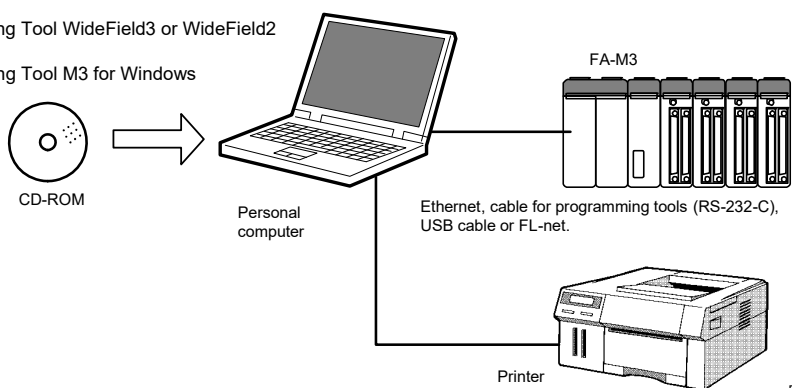 ng Tool WideField3 or WideField2
ng Tool M3 for Windows
FA-M3
CD-ROM
Personal
computer
Ethernet, cable for programming tools (RS-232-C),
USB cable or FL-net.
Printer